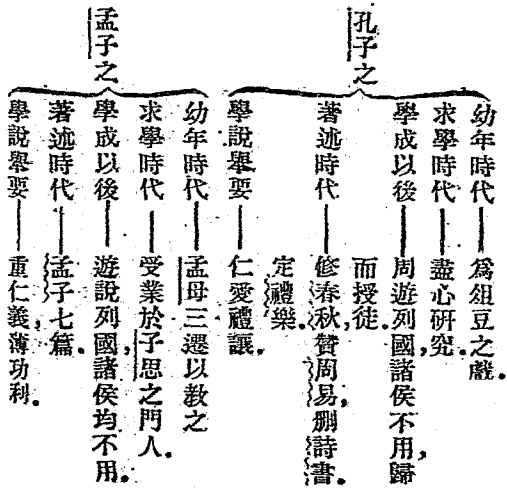 孔子之
幼年時代——爲俎豆之戲．
求學時代——盡心研究．
學成以後——周遊列國，諸侯不用，歸
而授徒．
著述時代——修春秋，贊周易，刪詩書．
定禮樂．
學說舉要——仁愛禮讓．
孟子之
幼年時代——孟母三遷以教之
求學時代——受業於子思之門人．
學成以後——遊說列國，諸侯均不用．
著述時代——孟子七篇．
學說舉要——重仁義，薄功利．